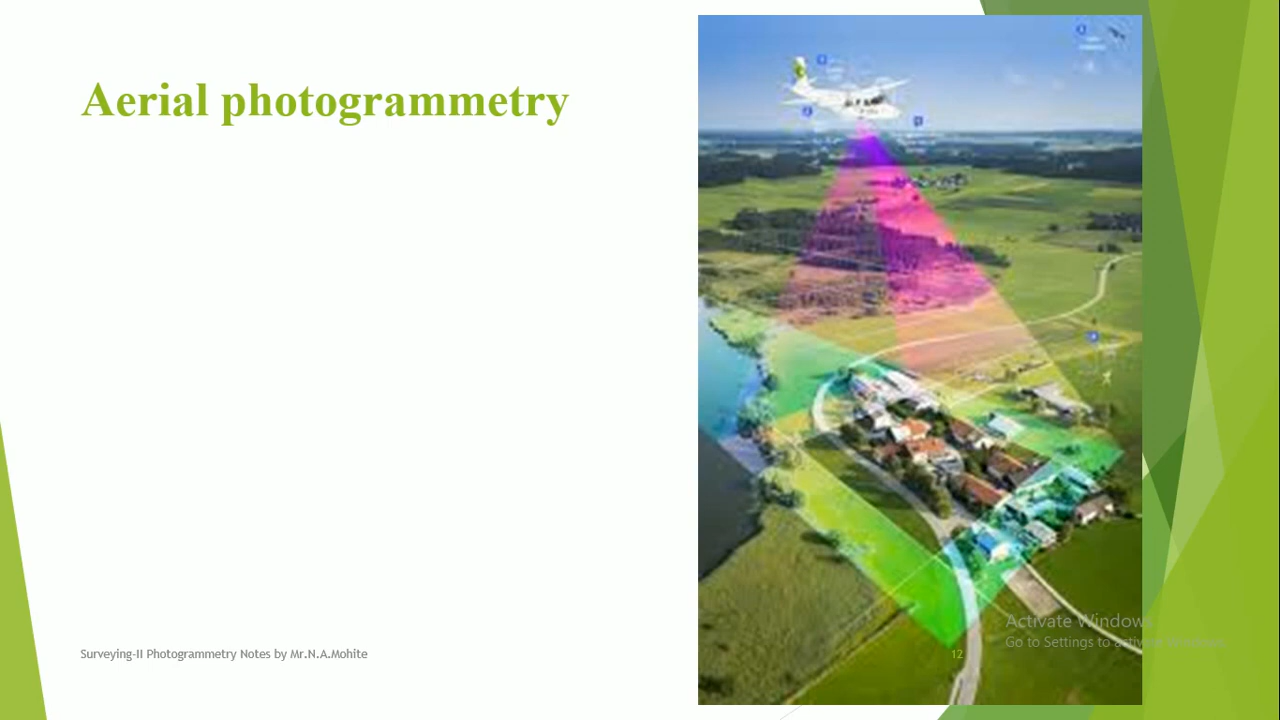 Aerial photogrammetry
Activate Windows
Go to Settings to activate Windows.
Surveying-II Photogrammetry Notes by Mr.N.A.Mohite
12